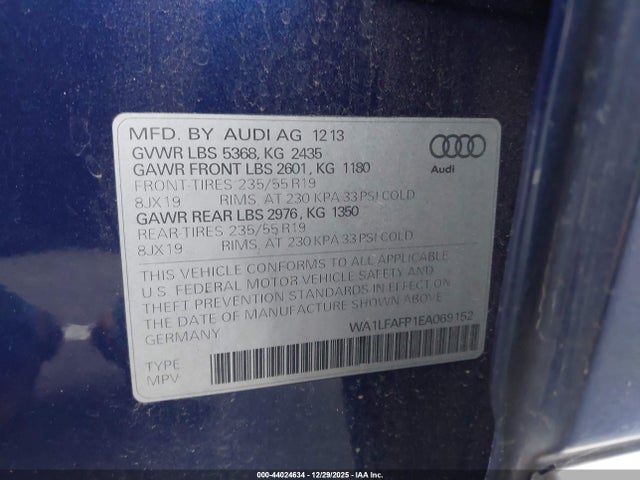 MFD. BY AUDI AG 12 13
GVWR LBS 5368, KG 2435
GAWR FRONT LBS 2601, KG 1180
FRONT-TIRES 235/55 R19
8JX19 RIMS, AT 230 KPA 33 PSI COLD
GAWR REAR LBS 2976, KG 1350
REAR-TIRES 235/55 R19
8JX19 RIMS, AT 230 KPA 33 PSI COLD
THIS VEHICLE CONFORMS TO ALL APPLICABLE
U.S. FEDERAL MOTOR VEHICLE SAFETY AND
THEFT PREVENTION STANDARDS IN EFFECT ON
THE DATE OF MANUFACTURE SHOWN ABOVE.
GERMANY
WA1LFAFP1EA069152
TYPE
MPV
Audi
000-44024634 - 12/29/2025 - IAA Inc.